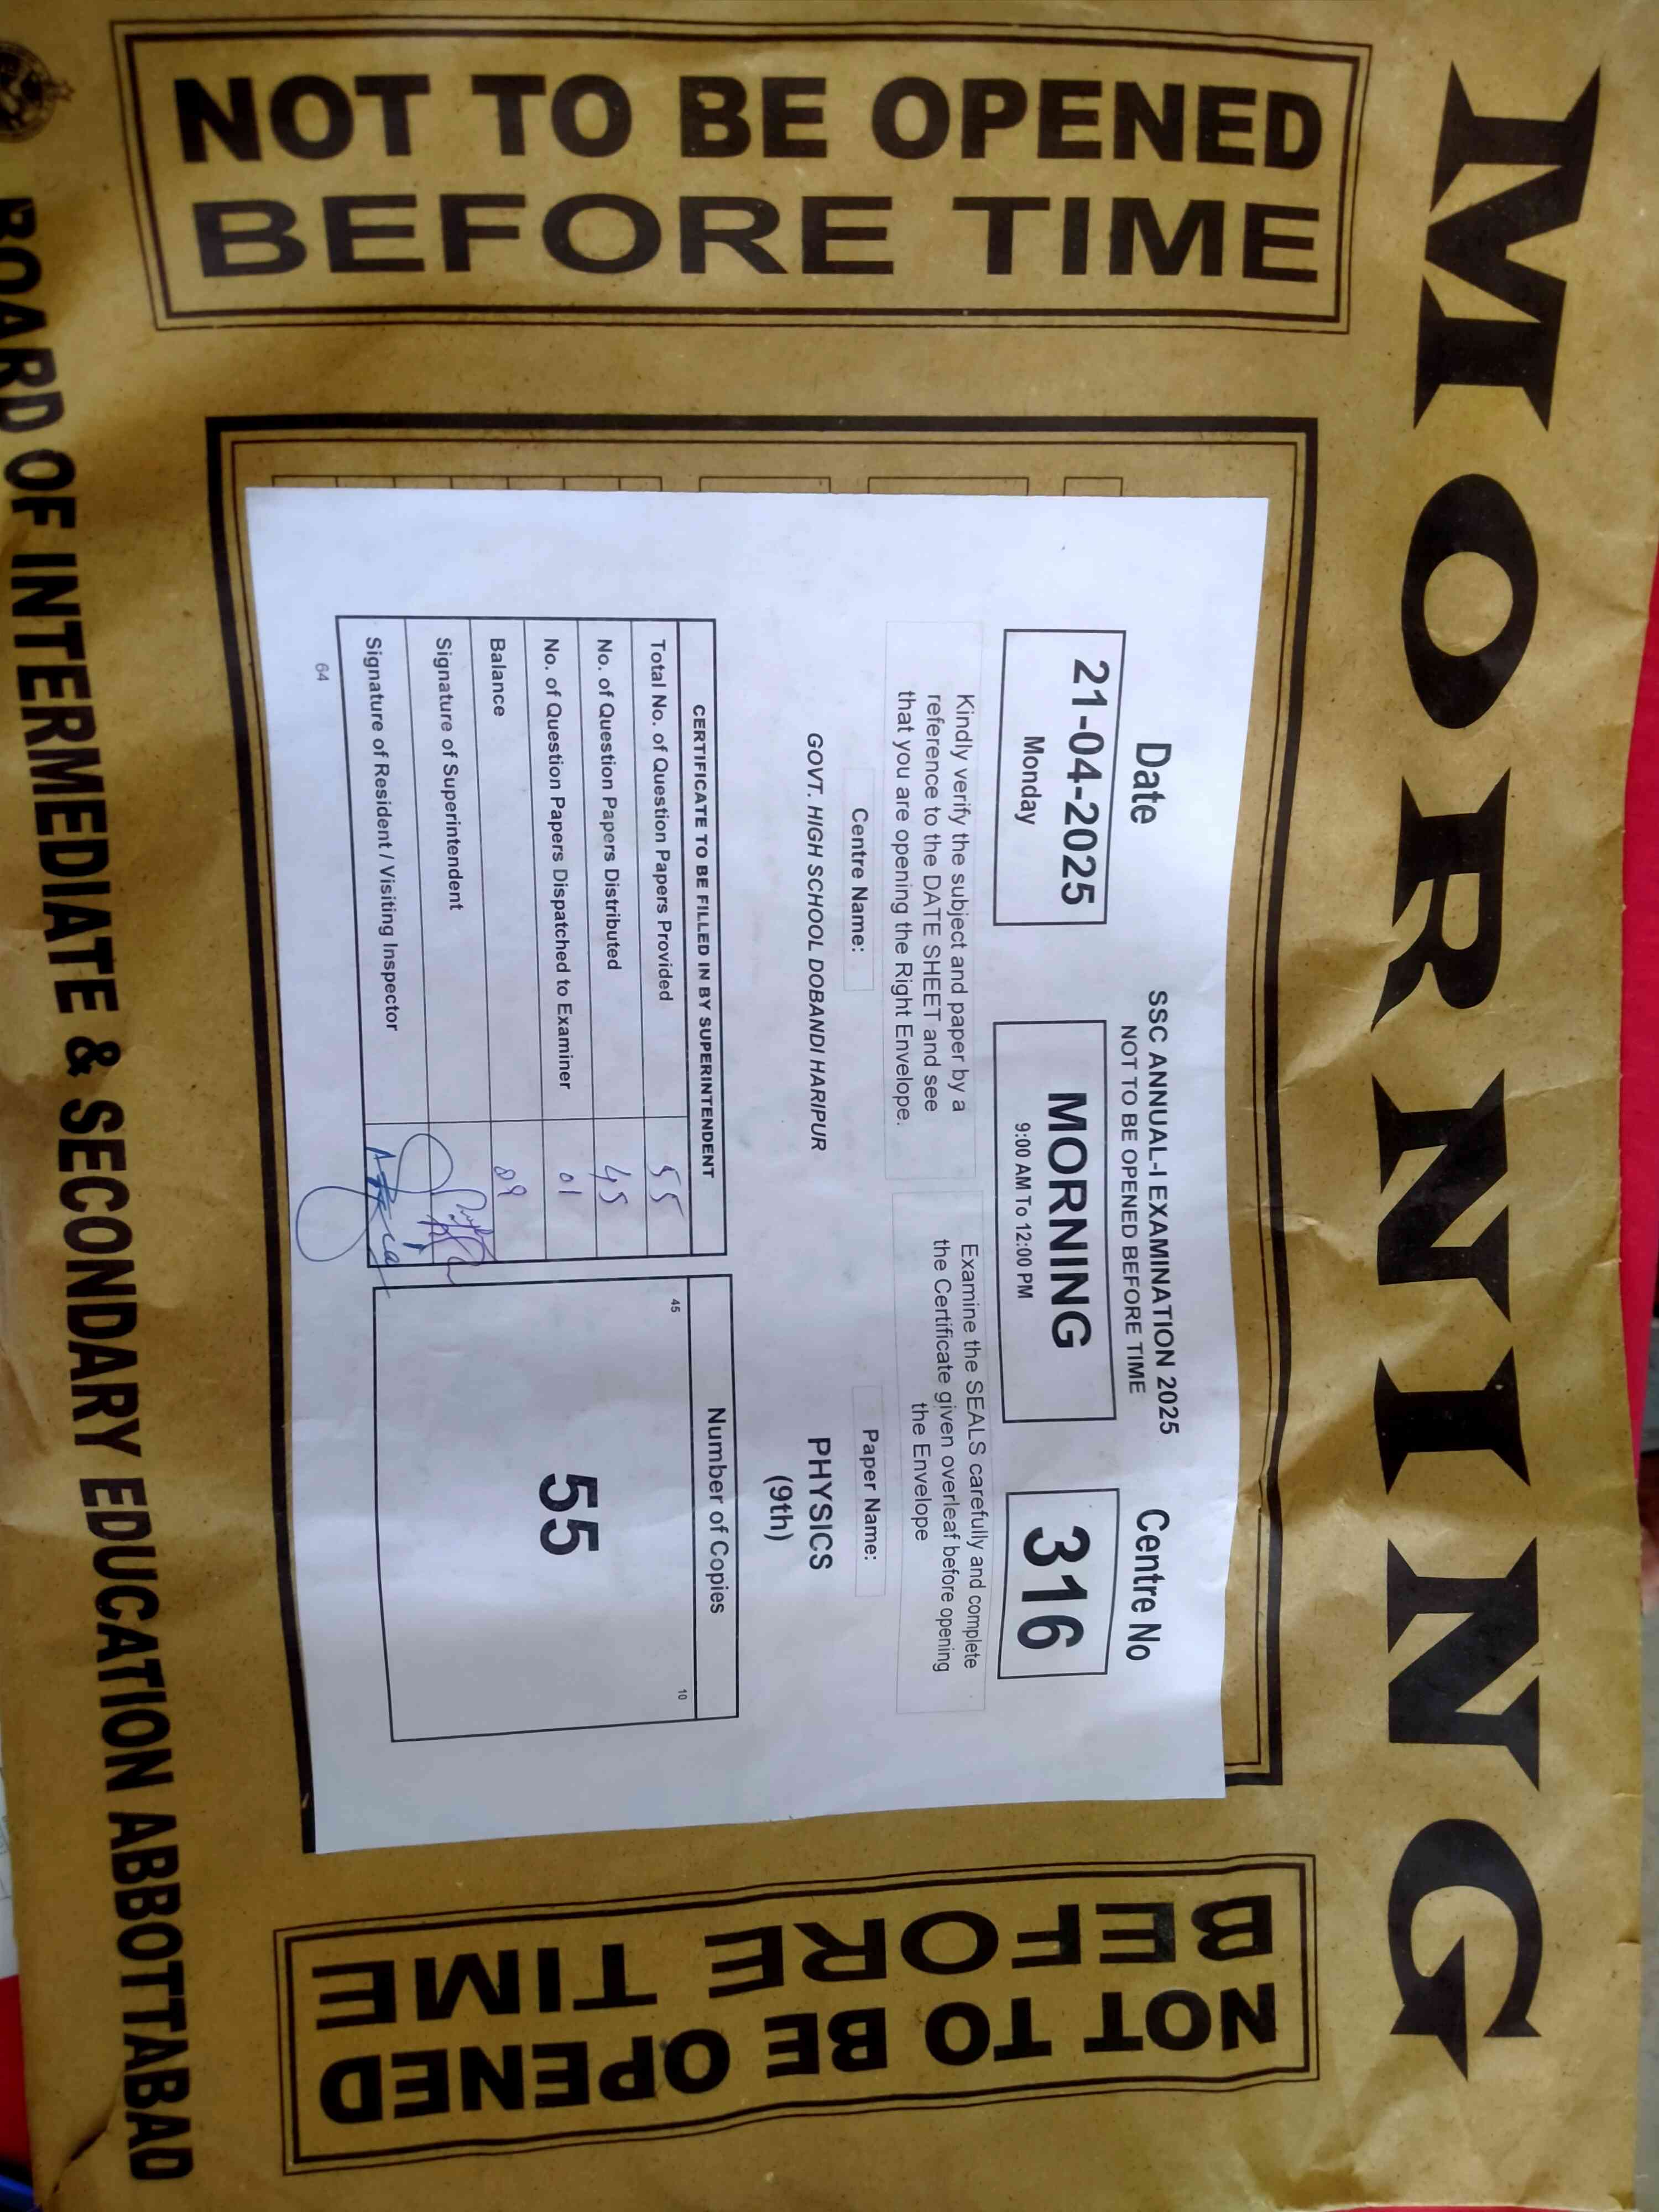 MORNING
NOT TO BE OPENED
BEFORE TIME
Date
SSC ANNUAL-I EXAMINATION 2025
NOT TO BE OPENED BEFORE TIME
Centre No
21-04-2025
Monday
MORNING
9:00 AM To 12:00 PM
316
Kindly verify the subject and paper by a
reference to the DATE SHEET and see
that you are opening the Right Envelope.
Examine the SEALS carefully and complete
the Certificate given overleaf before opening
the Envelope
Centre Name:
Paper Name:
GOVT. HIGH SCHOOL DOBANDI HARIPUR
PHYSICS
(9th)
CERTIFICATE TO BE FILLED IN BY SUPERINTENDENT
Total No. of Question Papers Provided 55
No. of Question Papers Distributed 45
No. of Question Papers Dispatched to Examiner 01
Balance 09
Signature of Superintendent
Signature of Resident / Visiting Inspector
64
Number of Copies
45 10
55
NOT TO BE OPENED
BEFORE TIME
BOARD OF INTERMEDIATE & SECONDARY EDUCATION ABBOTTABAD